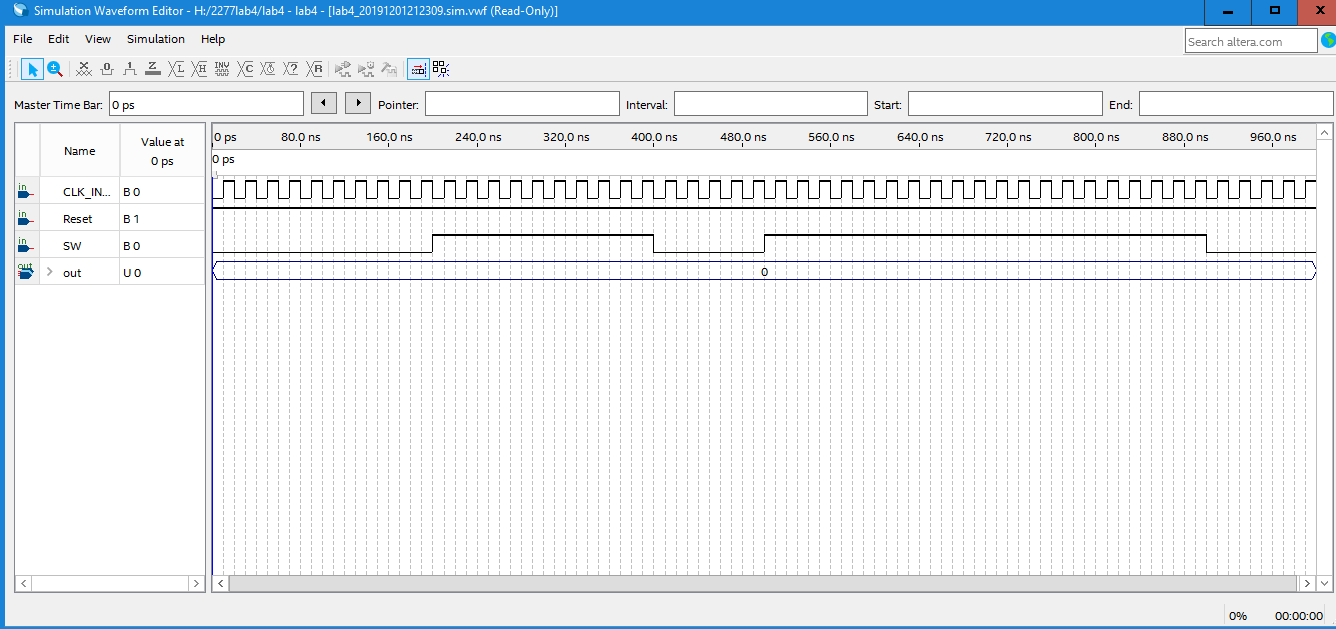 Simulation Waveform Editor - H:/2277lab4/lab4 - lab4 - [lab4_20191201212309.sim.vwf (Read-Only)]
File Edit View Simulation Help
Search altera.com
Master Time Bar: 0 ps Pointer: Interval: Start: End:
Name
Value at
0 ps
0 ps 80.0 ns 160.0 ns 240.0 ns 320.0 ns 400.0 ns 480.0 ns 560.0 ns 640.0 ns 720.0 ns 800.0 ns 880.0 ns 960.0 ns
0 ps
in CLK_IN... B 0
in Reset B 1
in SW B 0
out out U 0
0
0% 00:00:00